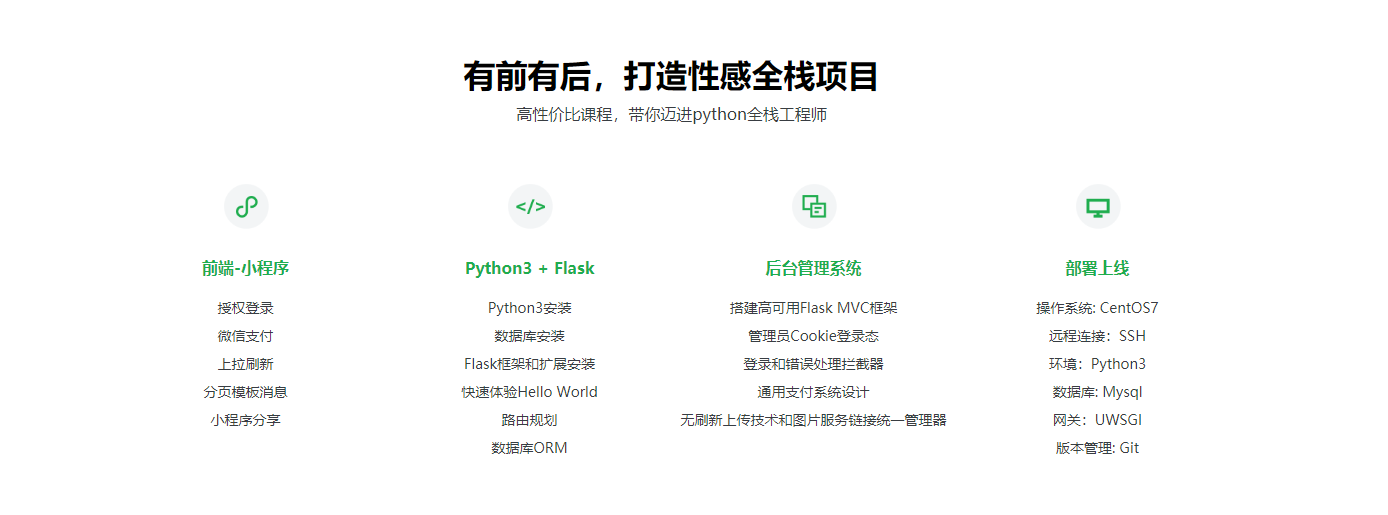 有前有后，打造性感全栈项目
高性价比课程，带你迈进python全栈工程师
</>
前端-小程序
授权登录
微信支付
上拉刷新
分页模板消息
小程序分享
Python3 + Flask
Python3安装
数据库安装
Flask框架和扩展安装
快速体验Hello World
路由规划
数据库ORM
后台管理系统
搭建高可用Flask MVC框架
管理员Cookie登录态
登录和错误处理拦截器
通用支付系统设计
无刷新上传技术和图片服务链接统一管理器
部署上线
操作系统: CentOS7
远程连接：SSH
环境：Python3
数据库: Mysql
网关：UWSGI
版本管理: Git